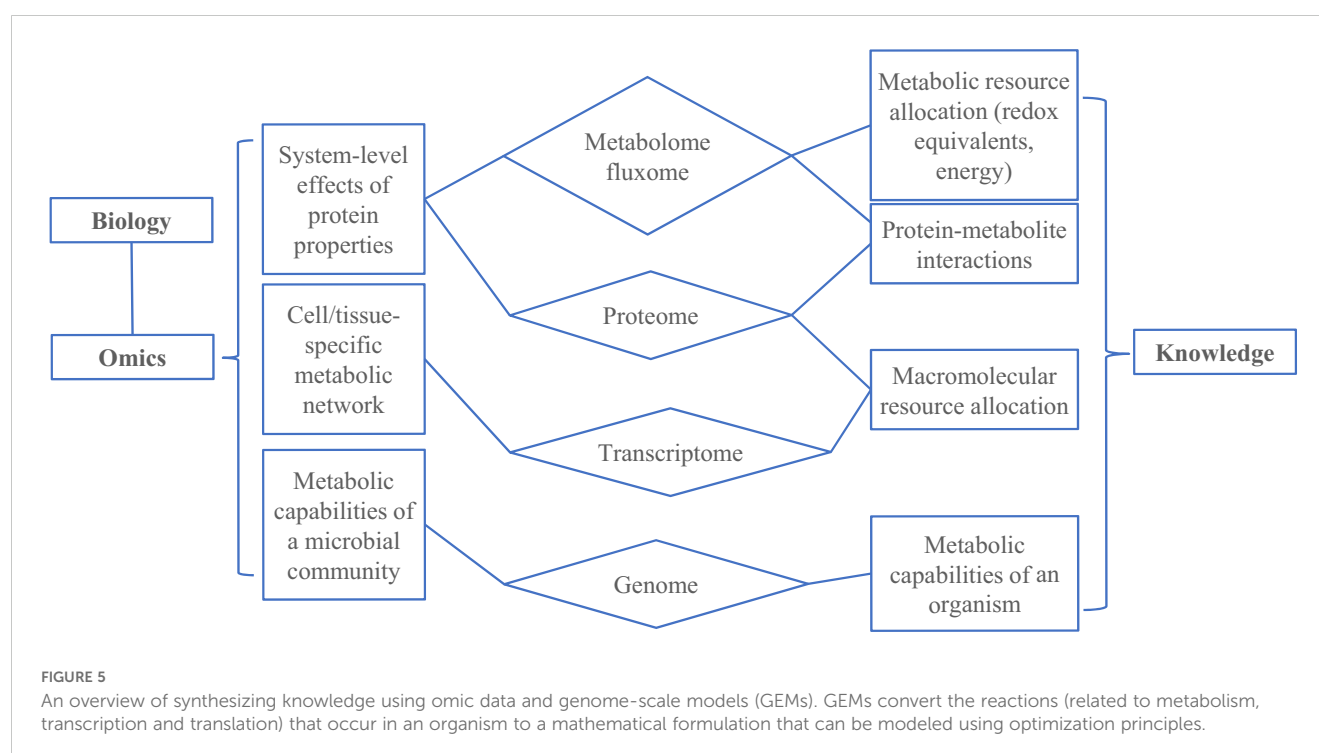 Biology
Omics
System-level
effects of
protein
properties
Cell/tissue-
specific
metabolic
network
Metabolic
capabilities of
a microbial
community
Metabolome
fluxome
Proteome
Transcriptome
Genome
Metabolic resource
allocation (redox
equivalents,
energy)
Protein-metabolite
interactions
Macromolecular
resource allocation
Metabolic
capabilities of an
organism
Knowledge
FIGURE 5
An overview of synthesizing knowledge using omic data and genome-scale models (GEMs). GEMs convert the reactions (related to metabolism,
transcription and translation) that occur in an organism to a mathematical formulation that can be modeled using optimization principles.